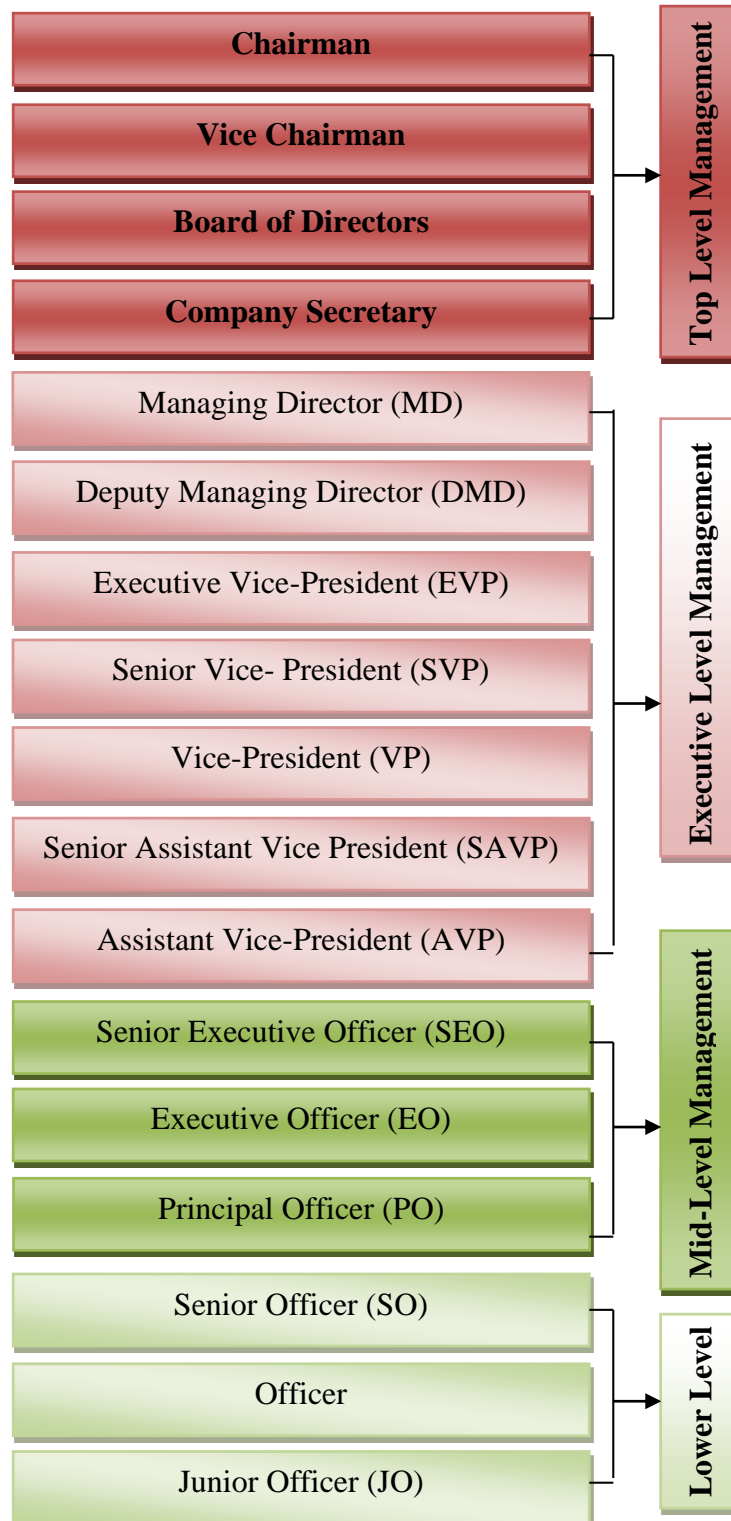 Chairman
Vice Chairman
Board of Directors
Company Secretary
Top Level Management
Managing Director (MD)
Deputy Managing Director (DMD)
Executive Vice-President (EVP)
Senior Vice- President (SVP)
Vice-President (VP)
Senior Assistant Vice President (SAVP)
Assistant Vice-President (AVP)
Executive Level Management
Senior Executive Officer (SEO)
Executive Officer (EO)
Principal Officer (PO)
Mid-Level Management
Senior Officer (SO)
Officer
Junior Officer (JO)
Lower Level